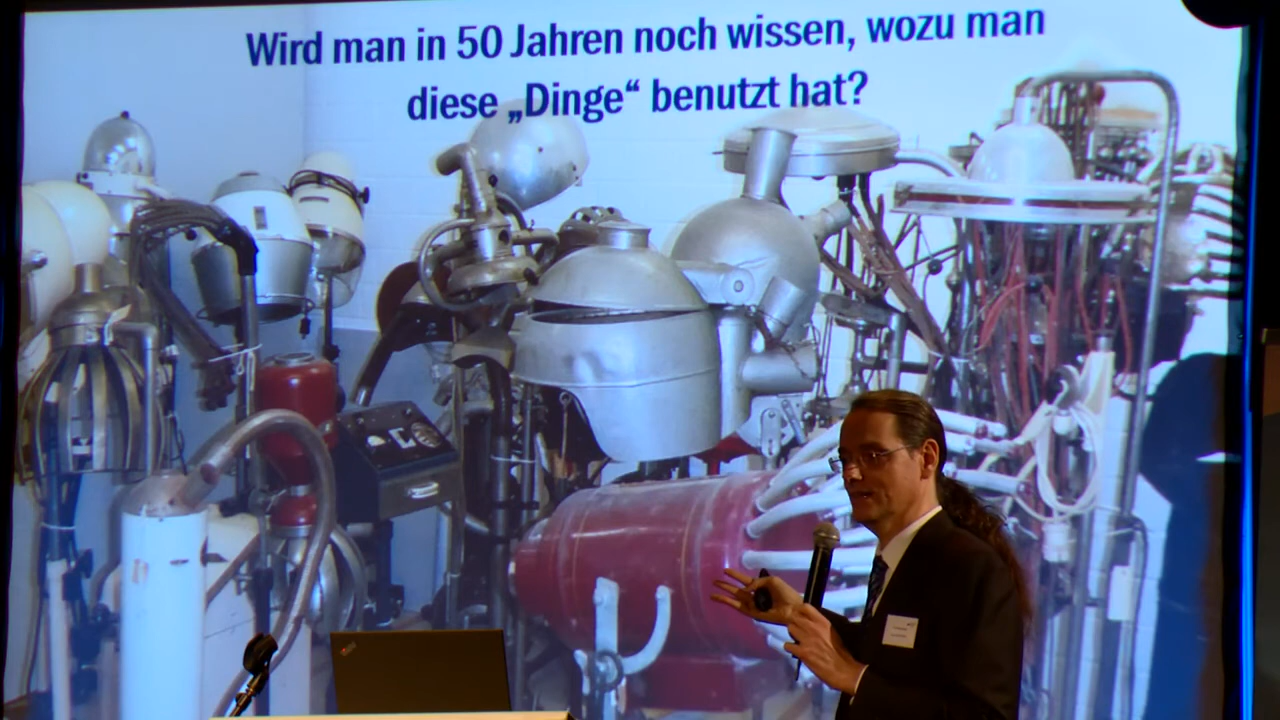 Wird man in 50 Jahren noch wissen, wozu man
diese „Dinge“ benutzt hat?